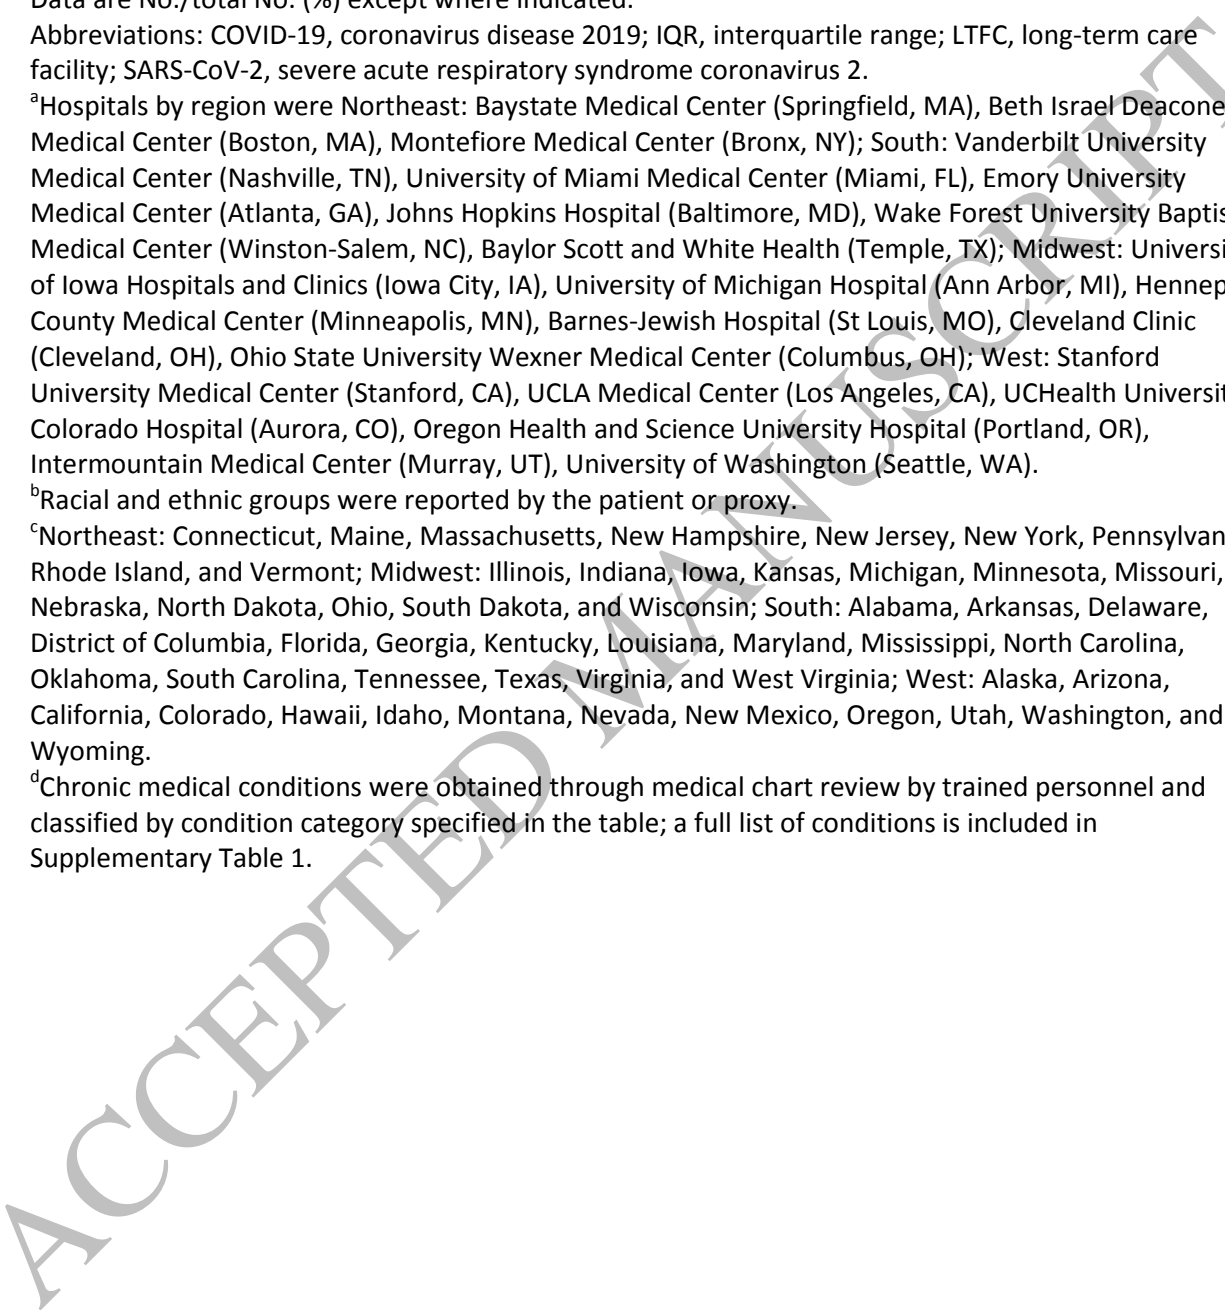 Data are No./total No. (%) except where indicated.
Abbreviations: COVID-19, coronavirus disease 2019; IQR, interquartile range; LTFC, long-term care
facility; SARS-CoV-2, severe acute respiratory syndrome coronavirus 2.
aHospitals by region were Northeast: Baystate Medical Center (Springfield, MA), Beth Israel Deacone
Medical Center (Boston, MA), Montefiore Medical Center (Bronx, NY); South: Vanderbilt University
Medical Center (Nashville, TN), University of Miami Medical Center (Miami, FL), Emory University
Medical Center (Atlanta, GA), Johns Hopkins Hospital (Baltimore, MD), Wake Forest University Baptis
Medical Center (Winston-Salem, NC), Baylor Scott and White Health (Temple, TX); Midwest: Universi
of Iowa Hospitals and Clinics (Iowa City, IA), University of Michigan Hospital (Ann Arbor, MI), Hennep
County Medical Center (Minneapolis, MN), Barnes-Jewish Hospital (St Louis, MO), Cleveland Clinic
(Cleveland, OH), Ohio State University Wexner Medical Center (Columbus, OH); West: Stanford
University Medical Center (Stanford, CA), UCLA Medical Center (Los Angeles, CA), UCHealth Universit
Colorado Hospital (Aurora, CO), Oregon Health and Science University Hospital (Portland, OR),
Intermountain Medical Center (Murray, UT), University of Washington (Seattle, WA).
bRacial and ethnic groups were reported by the patient or proxy.
cNortheast: Connecticut, Maine, Massachusetts, New Hampshire, New Jersey, New York, Pennsylvan
Rhode Island, and Vermont; Midwest: Illinois, Indiana, Iowa, Kansas, Michigan, Minnesota, Missouri,
Nebraska, North Dakota, Ohio, South Dakota, and Wisconsin; South: Alabama, Arkansas, Delaware,
District of Columbia, Florida, Georgia, Kentucky, Louisiana, Maryland, Mississippi, North Carolina,
Oklahoma, South Carolina, Tennessee, Texas, Virginia, and West Virginia; West: Alaska, Arizona,
California, Colorado, Hawaii, Idaho, Montana, Nevada, New Mexico, Oregon, Utah, Washington, and
Wyoming.
dChronic medical conditions were obtained through medical chart review by trained personnel and
classified by condition category specified in the table; a full list of conditions is included in
Supplementary Table 1.
ACCEPTED MANUSCRIPT